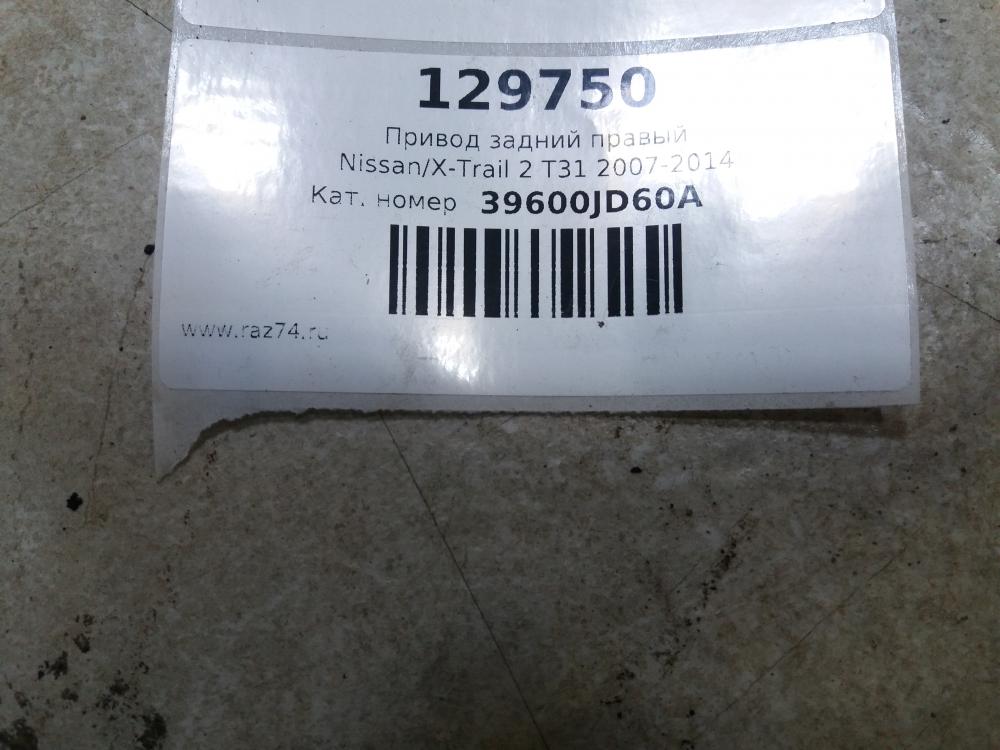 129750
Привод задний правый
Nissan/X-Trail 2 T31 2007-2014
Кат. номер 39600JD60A
www.raz74.ru